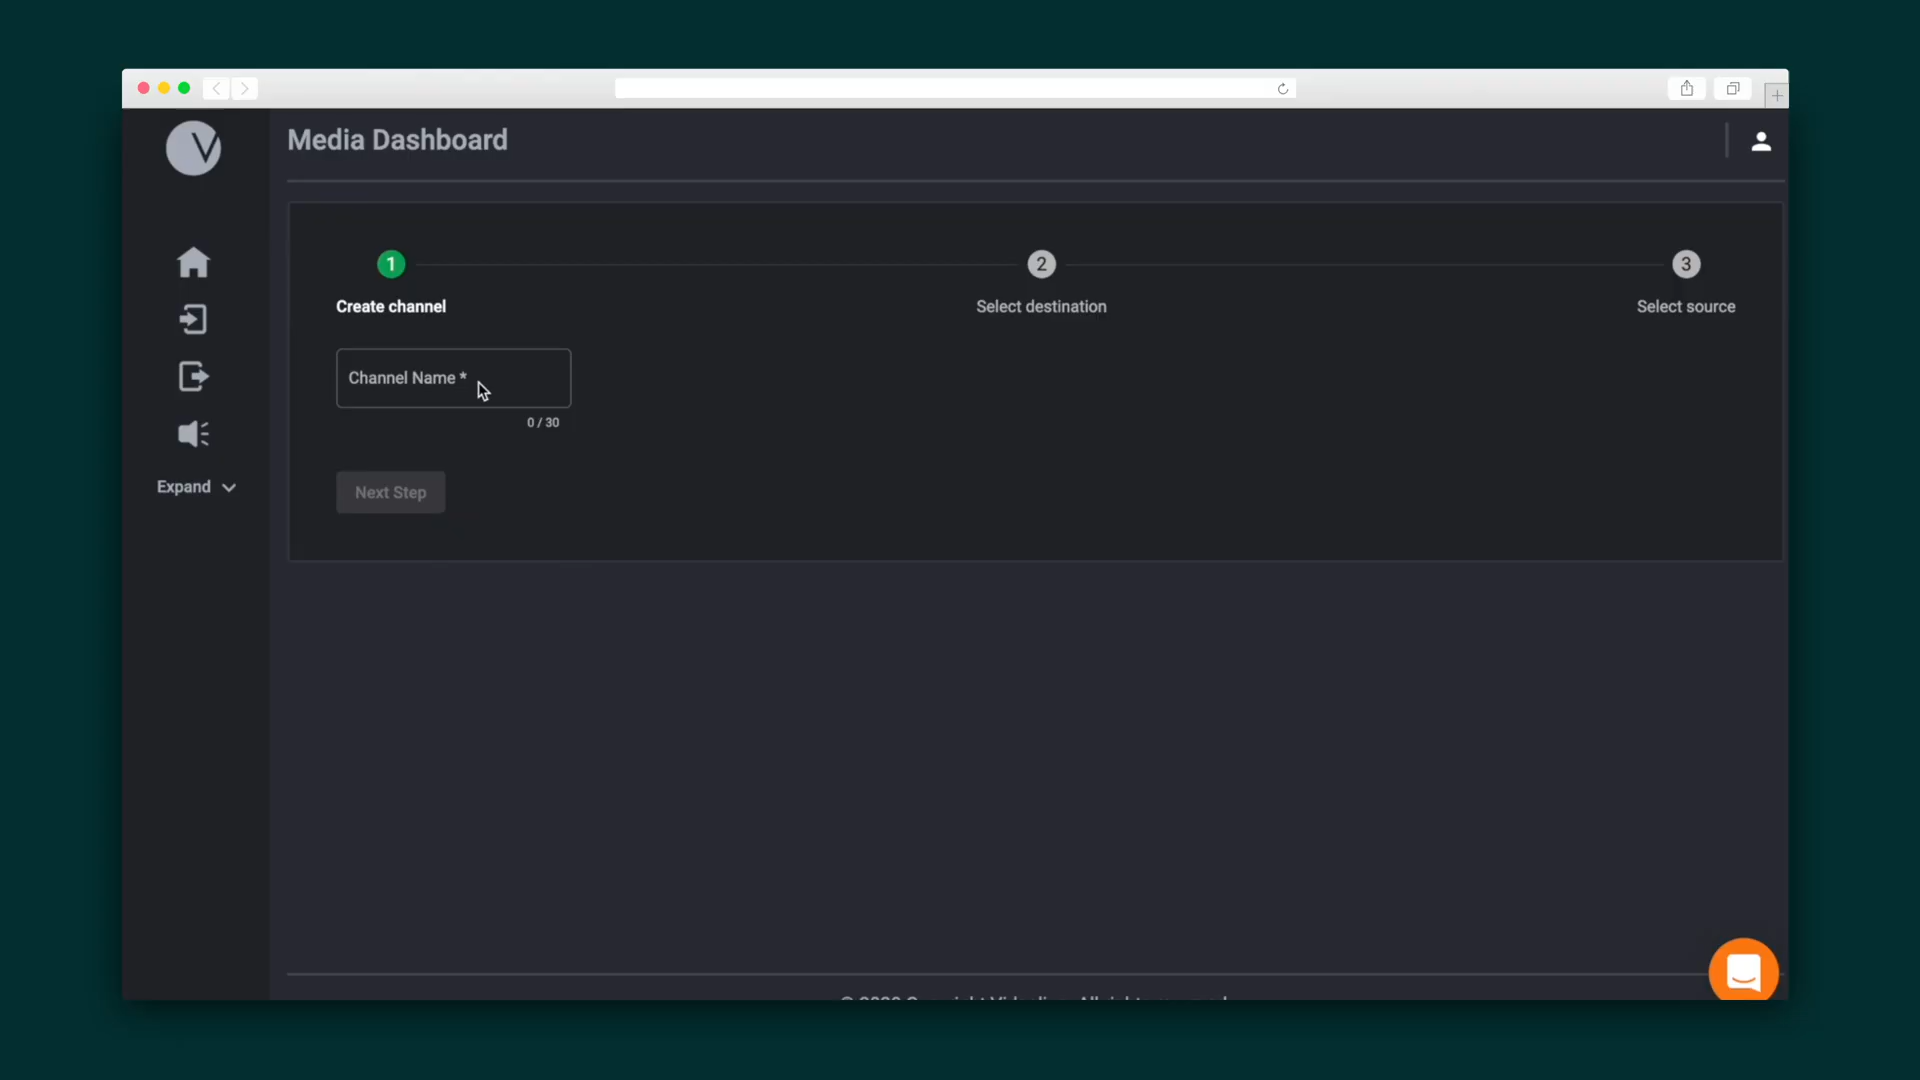 Media Dashboard
1
2
3
Create channel
Select destination
Select source
Channel Name *
0 / 30
Next Step
Expand